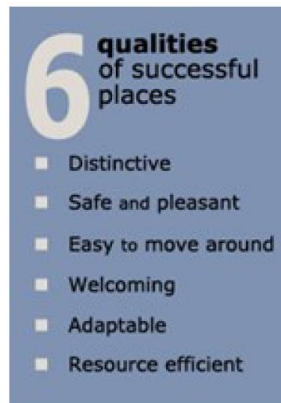 6 qualities
of successful
places
Distinctive
Safe and pleasant
Easy to move around
Welcoming
Adaptable
Resource efficient